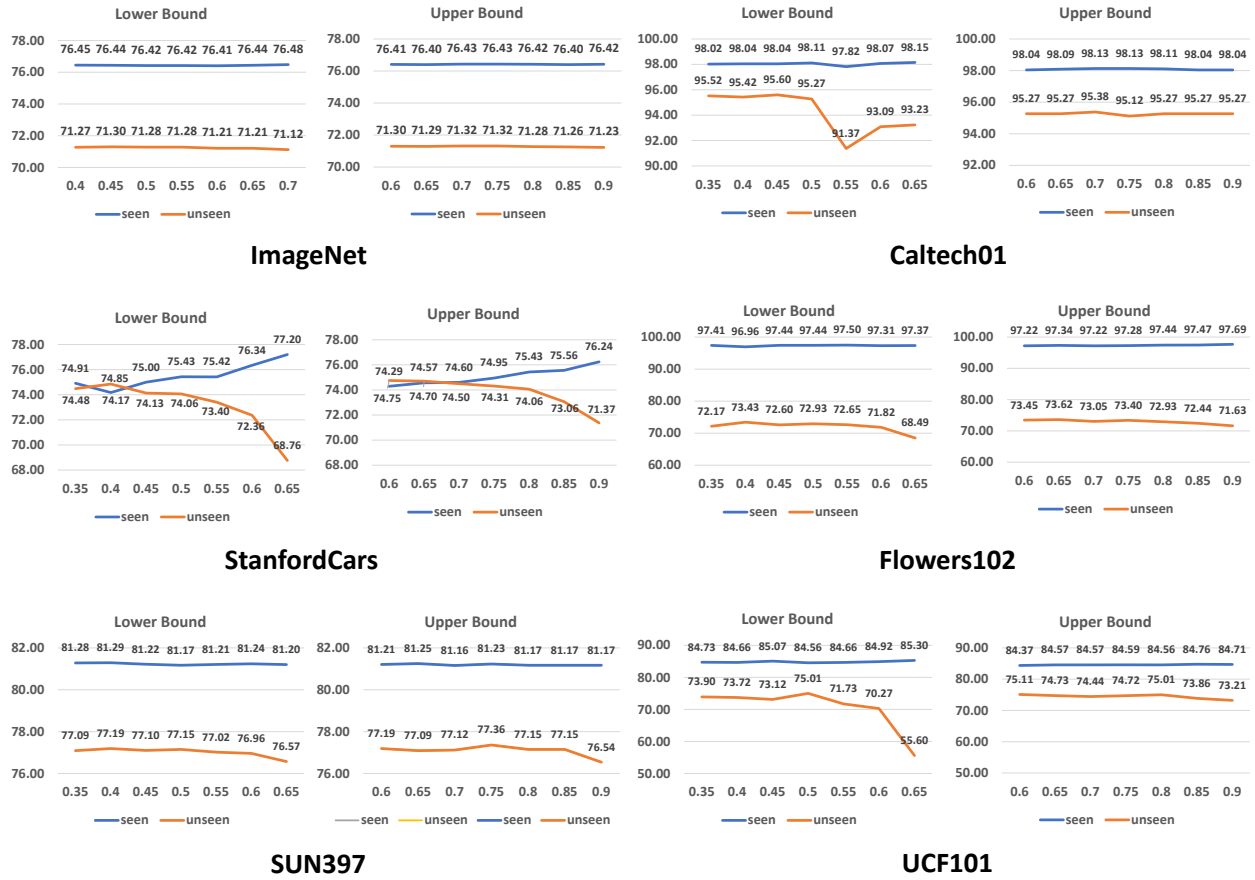 Lower Bound
78.00
76.00
74.00
72.00
70.00
76.45 76.44 76.42 76.42 76.41 76.44 76.48
71.27 71.30 71.28 71.28 71.21 71.21 71.12
0.4 0.45 0.5 0.55 0.6 0.65 0.7
seen unseen
Upper Bound
78.00
76.00
74.00
72.00
70.00
76.41 76.40 76.43 76.43 76.42 76.40 76.42
71.30 71.29 71.32 71.32 71.28 71.26 71.23
0.6 0.65 0.7 0.75 0.8 0.85 0.9
seen unseen
ImageNet
Lower Bound
100.00
98.00
96.00
94.00
92.00
90.00
98.02 98.04 98.04 98.11 97.82 98.07 98.15
95.52 95.42 95.60 95.27 91.37 93.09 93.23
0.35 0.4 0.45 0.5 0.55 0.6 0.65
seen unseen
Upper Bound
100.00
98.00
96.00
94.00
92.00
98.04 98.09 98.13 98.13 98.11 98.04 98.04
95.27 95.27 95.38 95.12 95.27 95.27 95.27
0.6 0.65 0.7 0.75 0.8 0.85 0.9
seen unseen
Caltech01
Lower Bound
78.00
76.00
74.00
72.00
70.00
68.00
74.91 74.17 75.00 75.43 75.42 76.34 77.20
74.48 74.85 74.13 74.06 73.40 72.36 68.76
0.35 0.4 0.45 0.5 0.55 0.6 0.65
seen unseen
Upper Bound
78.00
76.00
74.00
72.00
70.00
68.00
74.29 74.57 74.60 74.95 75.43 75.56 76.24
74.75 74.70 74.50 74.31 74.06 73.06 71.37
0.6 0.65 0.7 0.75 0.8 0.85 0.9
seen unseen
StanfordCars
Lower Bound
100.00
90.00
80.00
70.00
60.00
97.41 96.96 97.44 97.44 97.50 97.31 97.37
72.17 73.43 72.60 72.93 72.65 71.82 68.49
0.35 0.4 0.45 0.5 0.55 0.6 0.65
seen unseen
Upper Bound
100.00
90.00
80.00
70.00
60.00
97.22 97.34 97.22 97.28 97.44 97.47 97.69
73.45 73.62 73.05 73.40 72.93 72.44 71.63
0.6 0.65 0.7 0.75 0.8 0.85 0.9
seen unseen
Flowers102
Lower Bound
82.00
80.00
78.00
76.00
81.28 81.29 81.22 81.17 81.21 81.24 81.20
77.09 77.19 77.10 77.15 77.02 76.96 76.57
0.35 0.4 0.45 0.5 0.55 0.6 0.65
seen unseen
Upper Bound
82.00
80.00
78.00
76.00
81.21 81.25 81.16 81.23 81.17 81.17 81.17
77.19 77.09 77.12 77.36 77.15 77.15 76.54
0.6 0.65 0.7 0.75 0.8 0.85 0.9
seen unseen seen unseen
SUN397
Lower Bound
90.00
80.00
70.00
60.00
50.00
84.73 84.66 85.07 84.56 84.66 84.92 85.30
73.90 73.72 73.12 75.01 71.73 70.27 55.60
0.35 0.4 0.45 0.5 0.55 0.6 0.65
seen unseen
Upper Bound
90.00
80.00
70.00
60.00
50.00
84.37 84.57 84.57 84.59 84.56 84.76 84.71
75.11 74.73 74.44 74.72 75.01 73.86 73.21
0.6 0.65 0.7 0.75 0.8 0.85 0.9
seen unseen
UCF101